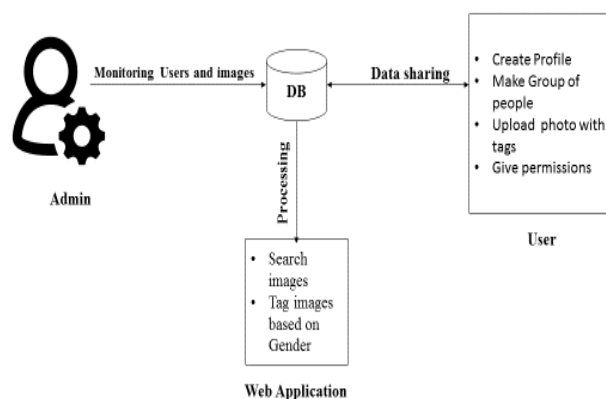 Monitoring Users and images
DB
Data sharing
• Create Profile
• Make Group of
people
• Upload photo with
tags
• Give permissions
Admin
User
Processing
• Search
images
• Tag images
based on
Gender
Web Application